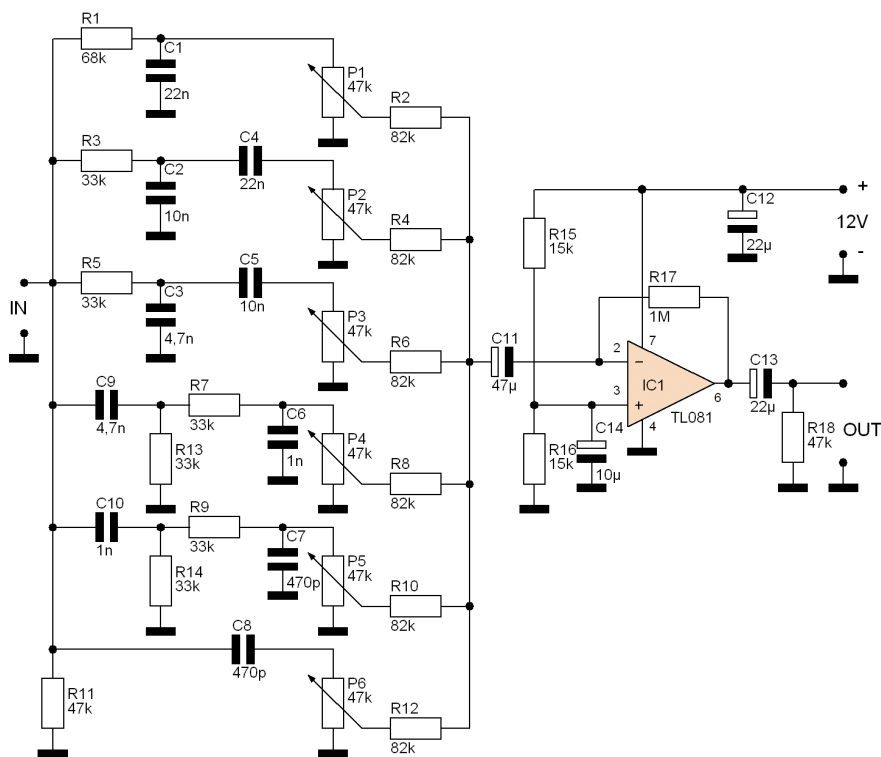 R1
68k
C1
22n
P1
47k
R2
82k
R3
33k
C2
10n
C4
22n
P2
47k
R4
82k
R5
33k
C3
4,7n
C5
10n
P3
47k
R6
82k
IN
C9
4,7n
R7
33k
R13
33k
C6
1n
P4
47k
R8
82k
C10
1n
R9
33k
R14
33k
C7
470p
P5
47k
R10
82k
C8
470p
R11
47k
P6
47k
R12
82k
C11
47µ
R15
15k
R16
15k
C14
10µ
R17
1M
2
3
7
4
6
−
+
IC1
TL081
C12
22µ
+
12V
-
C13
22µ
R18
47k
OUT